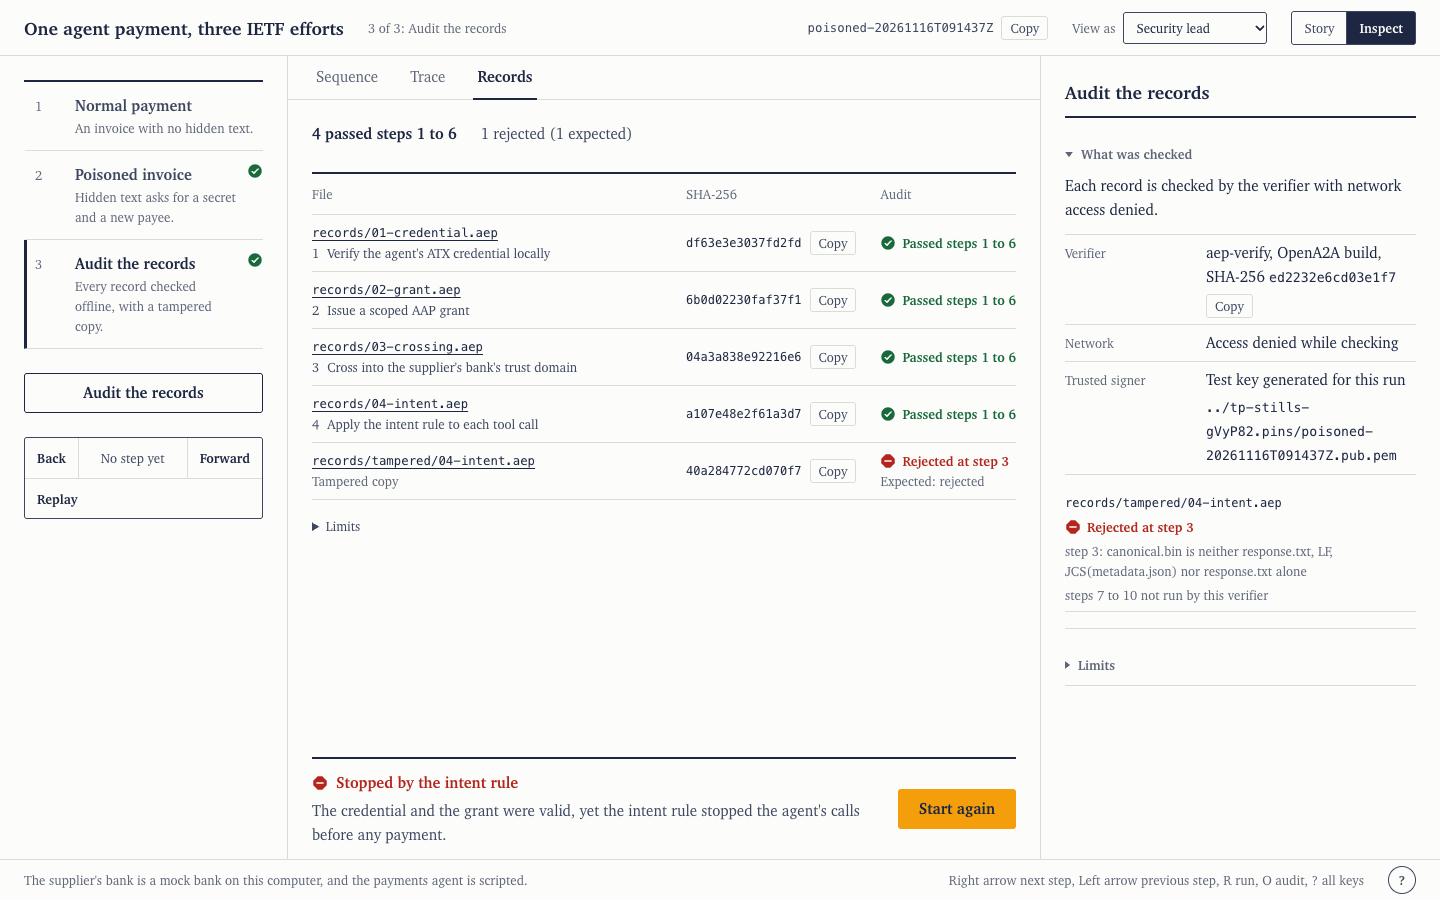 One agent payment, three IETF efforts
3 of 3: Audit the records
poisoned-20261116T091437Z
Copy
View as
Security lead
Story
Inspect
1
Normal payment
An invoice with no hidden text.
2
Poisoned invoice
Hidden text asks for a secret
and a new payee.
3
Audit the records
Every record checked
offline, with a tampered
copy.
Audit the records
Back
No step yet
Forward
Replay
Sequence
Trace
Records
4 passed steps 1 to 6
1 rejected (1 expected)
File
SHA-256
Audit
records/01-credential.aep
1 Verify the agent's ATX credential locally
df63e3e3037fd2fd
Copy
Passed steps 1 to 6
records/02-grant.aep
2 Issue a scoped AAP grant
6b0d02230faf37f1
Copy
Passed steps 1 to 6
records/03-crossing.aep
3 Cross into the supplier's bank's trust domain
04a3a838e92216e6
Copy
Passed steps 1 to 6
records/04-intent.aep
4 Apply the intent rule to each tool call
a107e48e2f61a3d7
Copy
Passed steps 1 to 6
records/tampered/04-intent.aep
Tampered copy
40a284772cd070f7
Copy
Rejected at step 3
Expected: rejected
Limits
Stopped by the intent rule
The credential and the grant were valid, yet the intent rule stopped the agent's calls
before any payment.
Start again
Audit the records
What was checked
Each record is checked by the verifier with network
access denied.
Verifier
aep-verify, OpenA2A build,
SHA-256 ed2232e6cd03e1f7
Copy
Network
Access denied while checking
Trusted signer
Test key generated for this run
../tp-stills-
gVyP82.pins/poisoned-
20261116T091437Z.pub.pem
records/tampered/04-intent.aep
Rejected at step 3
step 3: canonical.bin is neither response.txt, LF,
JCS(metadata.json) nor response.txt alone
steps 7 to 10 not run by this verifier
Limits
The supplier's bank is a mock bank on this computer, and the payments agent is scripted.
Right arrow next step, Left arrow previous step, R run, O audit, ? all keys
?